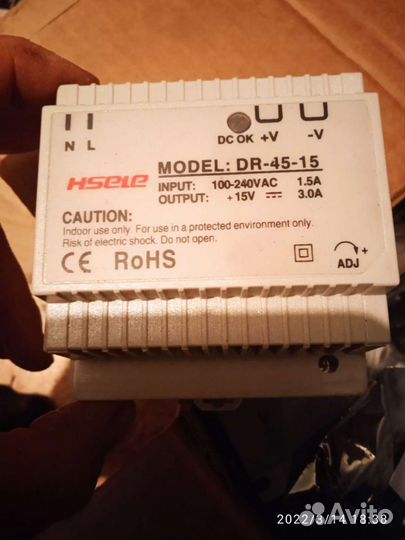 DC OK +V -V
N L
HSele
MODEL: DR-45-15
INPUT: 100-240VAC 1.5A
OUTPUT: +15V 3.0A
CAUTION:
Indoor use only. For use in a protected environment only.
Risk of electric shock. Do not open.
CE RoHS
+
ADJ
Avito
2022/3/14 18:38